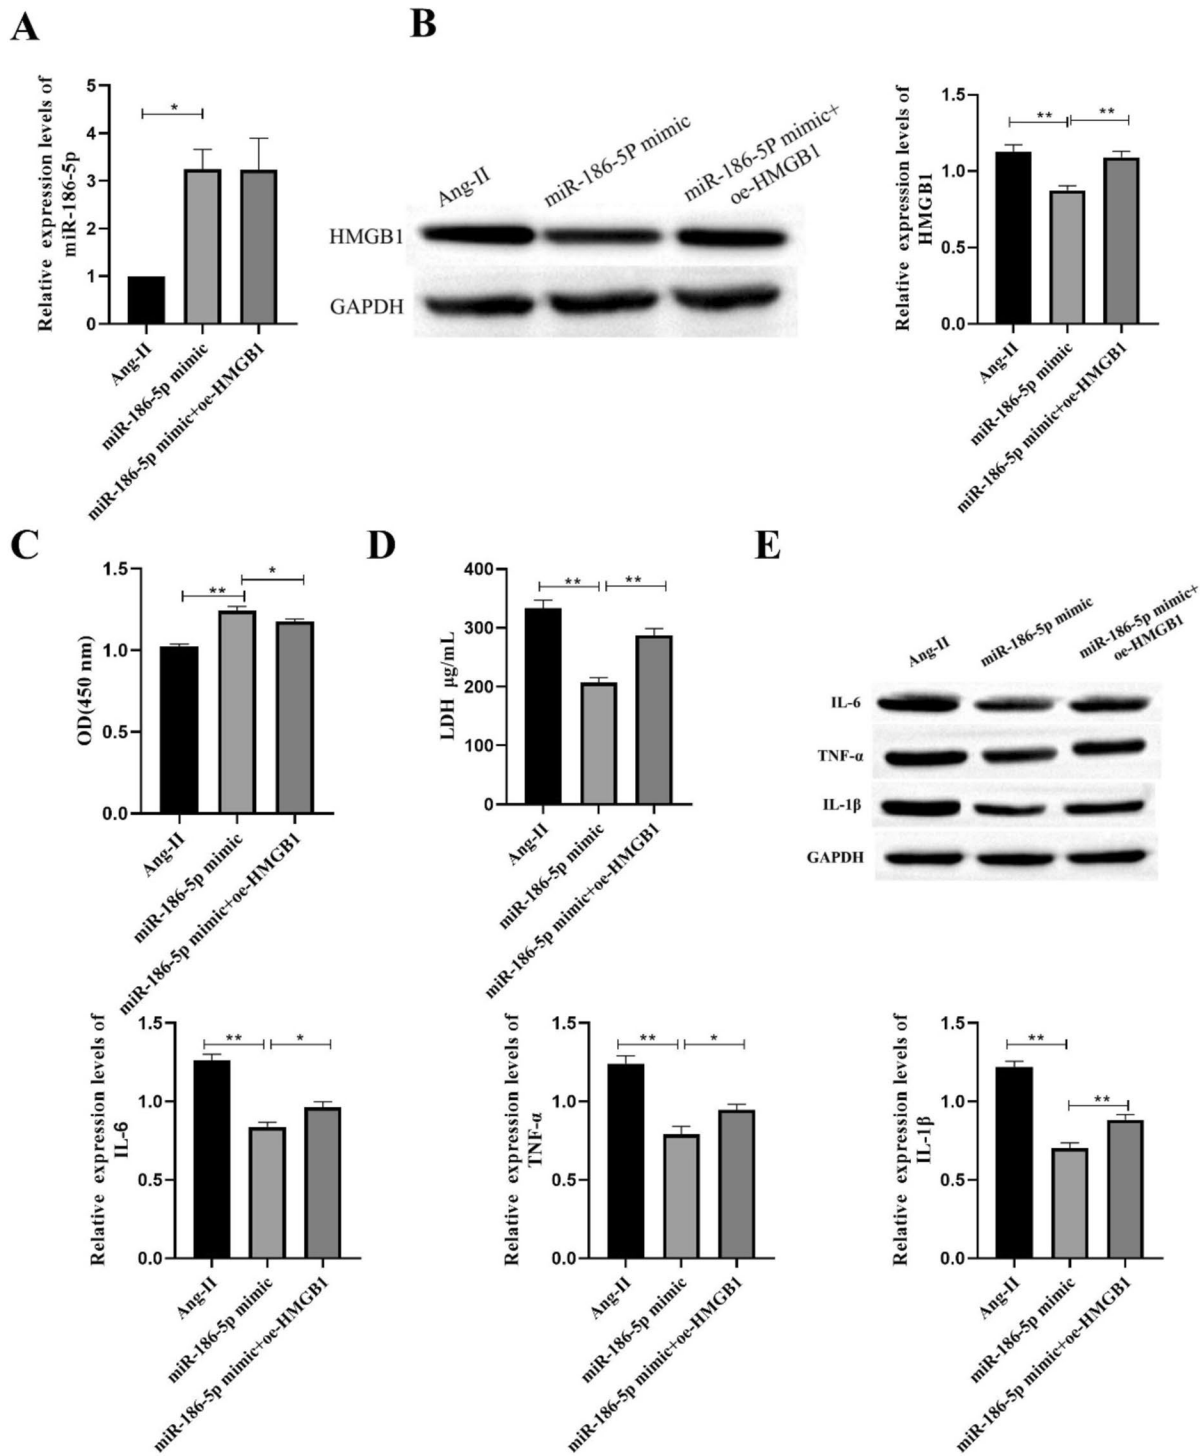 A
Relative expression levels of
miR-186-5p
5
4
3
2
1
0
*
Ang-II
miR-186-5p mimic
miR-186-5p mimic+oe-HMGB1
B
Ang-II
miR-186-5P mimic
miR-186-5P mimic+
oe-HMGB1
HMGB1
GAPDH
Relative expression levels of
HMGB1
1.5
1.0
0.5
0.0
**
**
Ang-II
miR-186-5p mimic
miR-186-5p mimic+oe-HMGB1
C
OD(450 nm)
1.5
1.0
0.5
0.0
**
*
Ang-II
miR-186-5p mimic
miR-186-5p mimic+oe-HMGB1
D
LDH μg/mL
400
300
200
100
0
**
**
Ang-II
miR-186-5p mimic
miR-186-5p mimic+oe-HMGB1
E
Ang-II
miR-186-5p mimic
miR-186-5p mimic+
oe-HMGB1
IL-6
TNF-α
IL-1β
GAPDH
Relative expression levels of
IL-6
1.5
1.0
0.5
0.0
**
*
Ang-II
miR-186-5p mimic
miR-186-5p mimic+oe-HMGB1
Relative expression levels of
TNF-α
1.5
1.0
0.5
0.0
**
*
Ang-II
miR-186-5p mimic
miR-186-5p mimic+oe-HMGB1
Relative expression levels of
IL-1β
1.5
1.0
0.5
0.0
**
**
Ang-II
miR-186-5p mimic
miR-186-5p mimic+oe-HMGB1